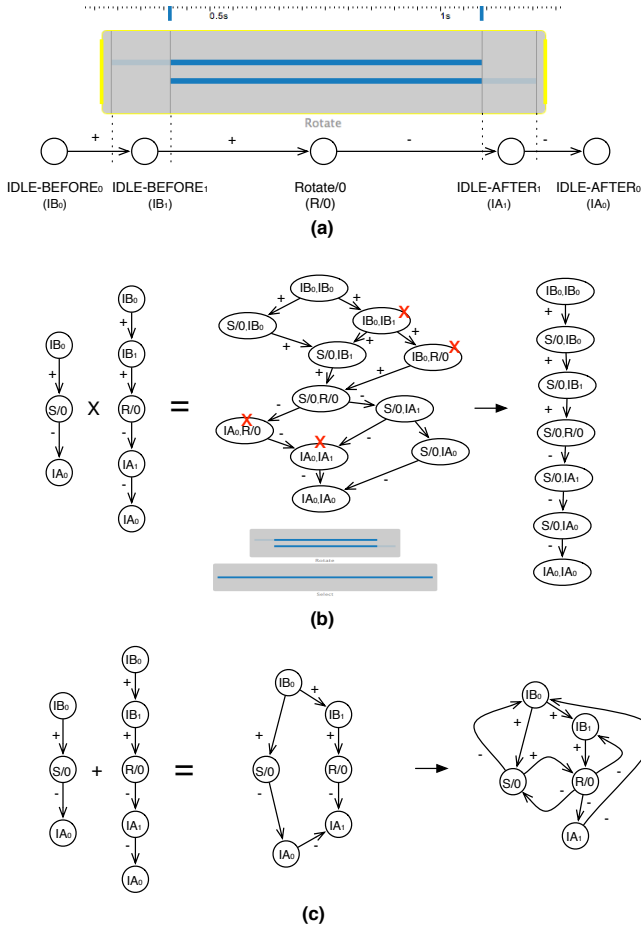 0.5s 1s
Rotate
+ + - -
IDLE-BEFORE₀ IDLE-BEFORE₁ Rotate/0 IDLE-AFTER₁ IDLE-AFTER₀
(IB₀) (IB₁) (R/0) (IA₁) (IA₀)
(a)
IB₀
+
S/0
-
IA₀
X
IB₀
+
IB₁
+
R/0
-
IA₁
-
IA₀
=
IB₀,IB₀
+ +
S/0,IB₀ IB₀,IB₁ X
+ + +
S/0,IB₁ IB₀,R/0 X
+ +
S/0,R/0
- -
IA₀,R/0 X S/0,IA₁
- - -
IA₀,IA₁ X S/0,IA₀
- -
IA₀,IA₀
Rotate
Select
IB₀,IB₀
+
S/0,IB₀
+
S/0,IB₁
+
S/0,R/0
-
S/0,IA₁
-
S/0,IA₀
-
IA₀,IA₀
(b)
IB₀
+
S/0
-
IA₀
+
IB₀
+
IB₁
+
R/0
-
IA₁
-
IA₀
=
IB₀
+ +
IB₁
+
S/0 R/0
- -
IA₀ - IA₁
IB₀
+ +
IB₁
- + + -
S/0 R/0
- - -
IA₁
(c)